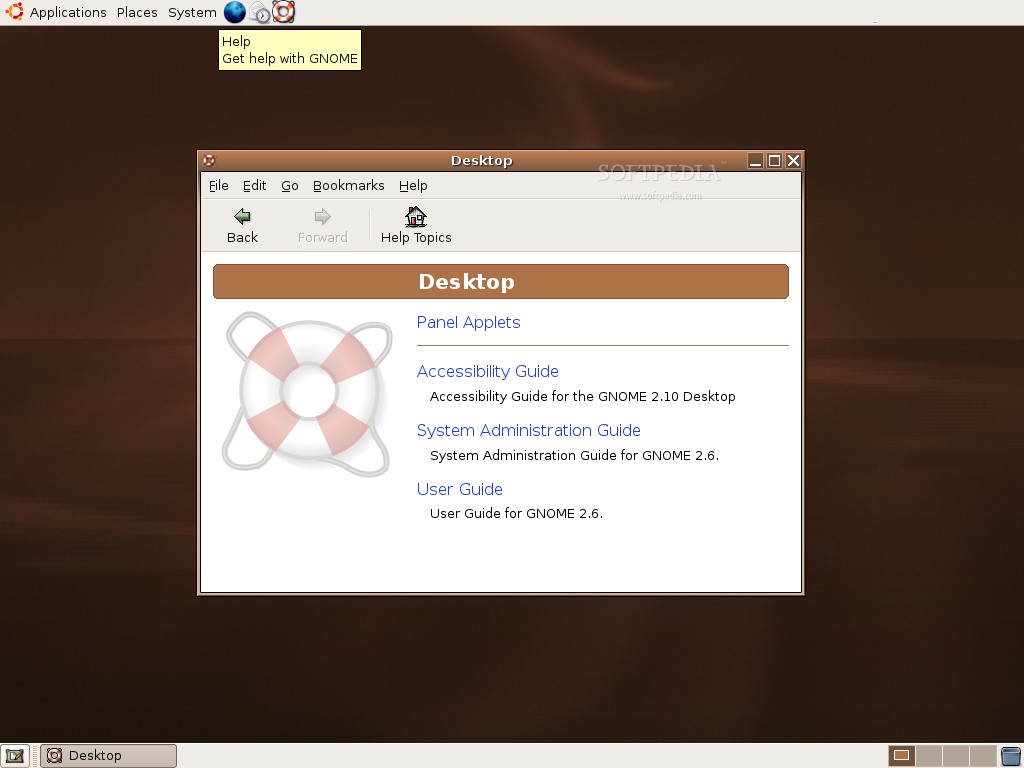 Applications Places System
Help
Get help with GNOME
Desktop
SOFTPEDIA™
www.softpedia.com
File Edit Go Bookmarks Help
Back Forward Help Topics
Desktop
Panel Applets
Accessibility Guide
Accessibility Guide for the GNOME 2.10 Desktop
System Administration Guide
System Administration Guide for GNOME 2.6.
User Guide
User Guide for GNOME 2.6.
Desktop